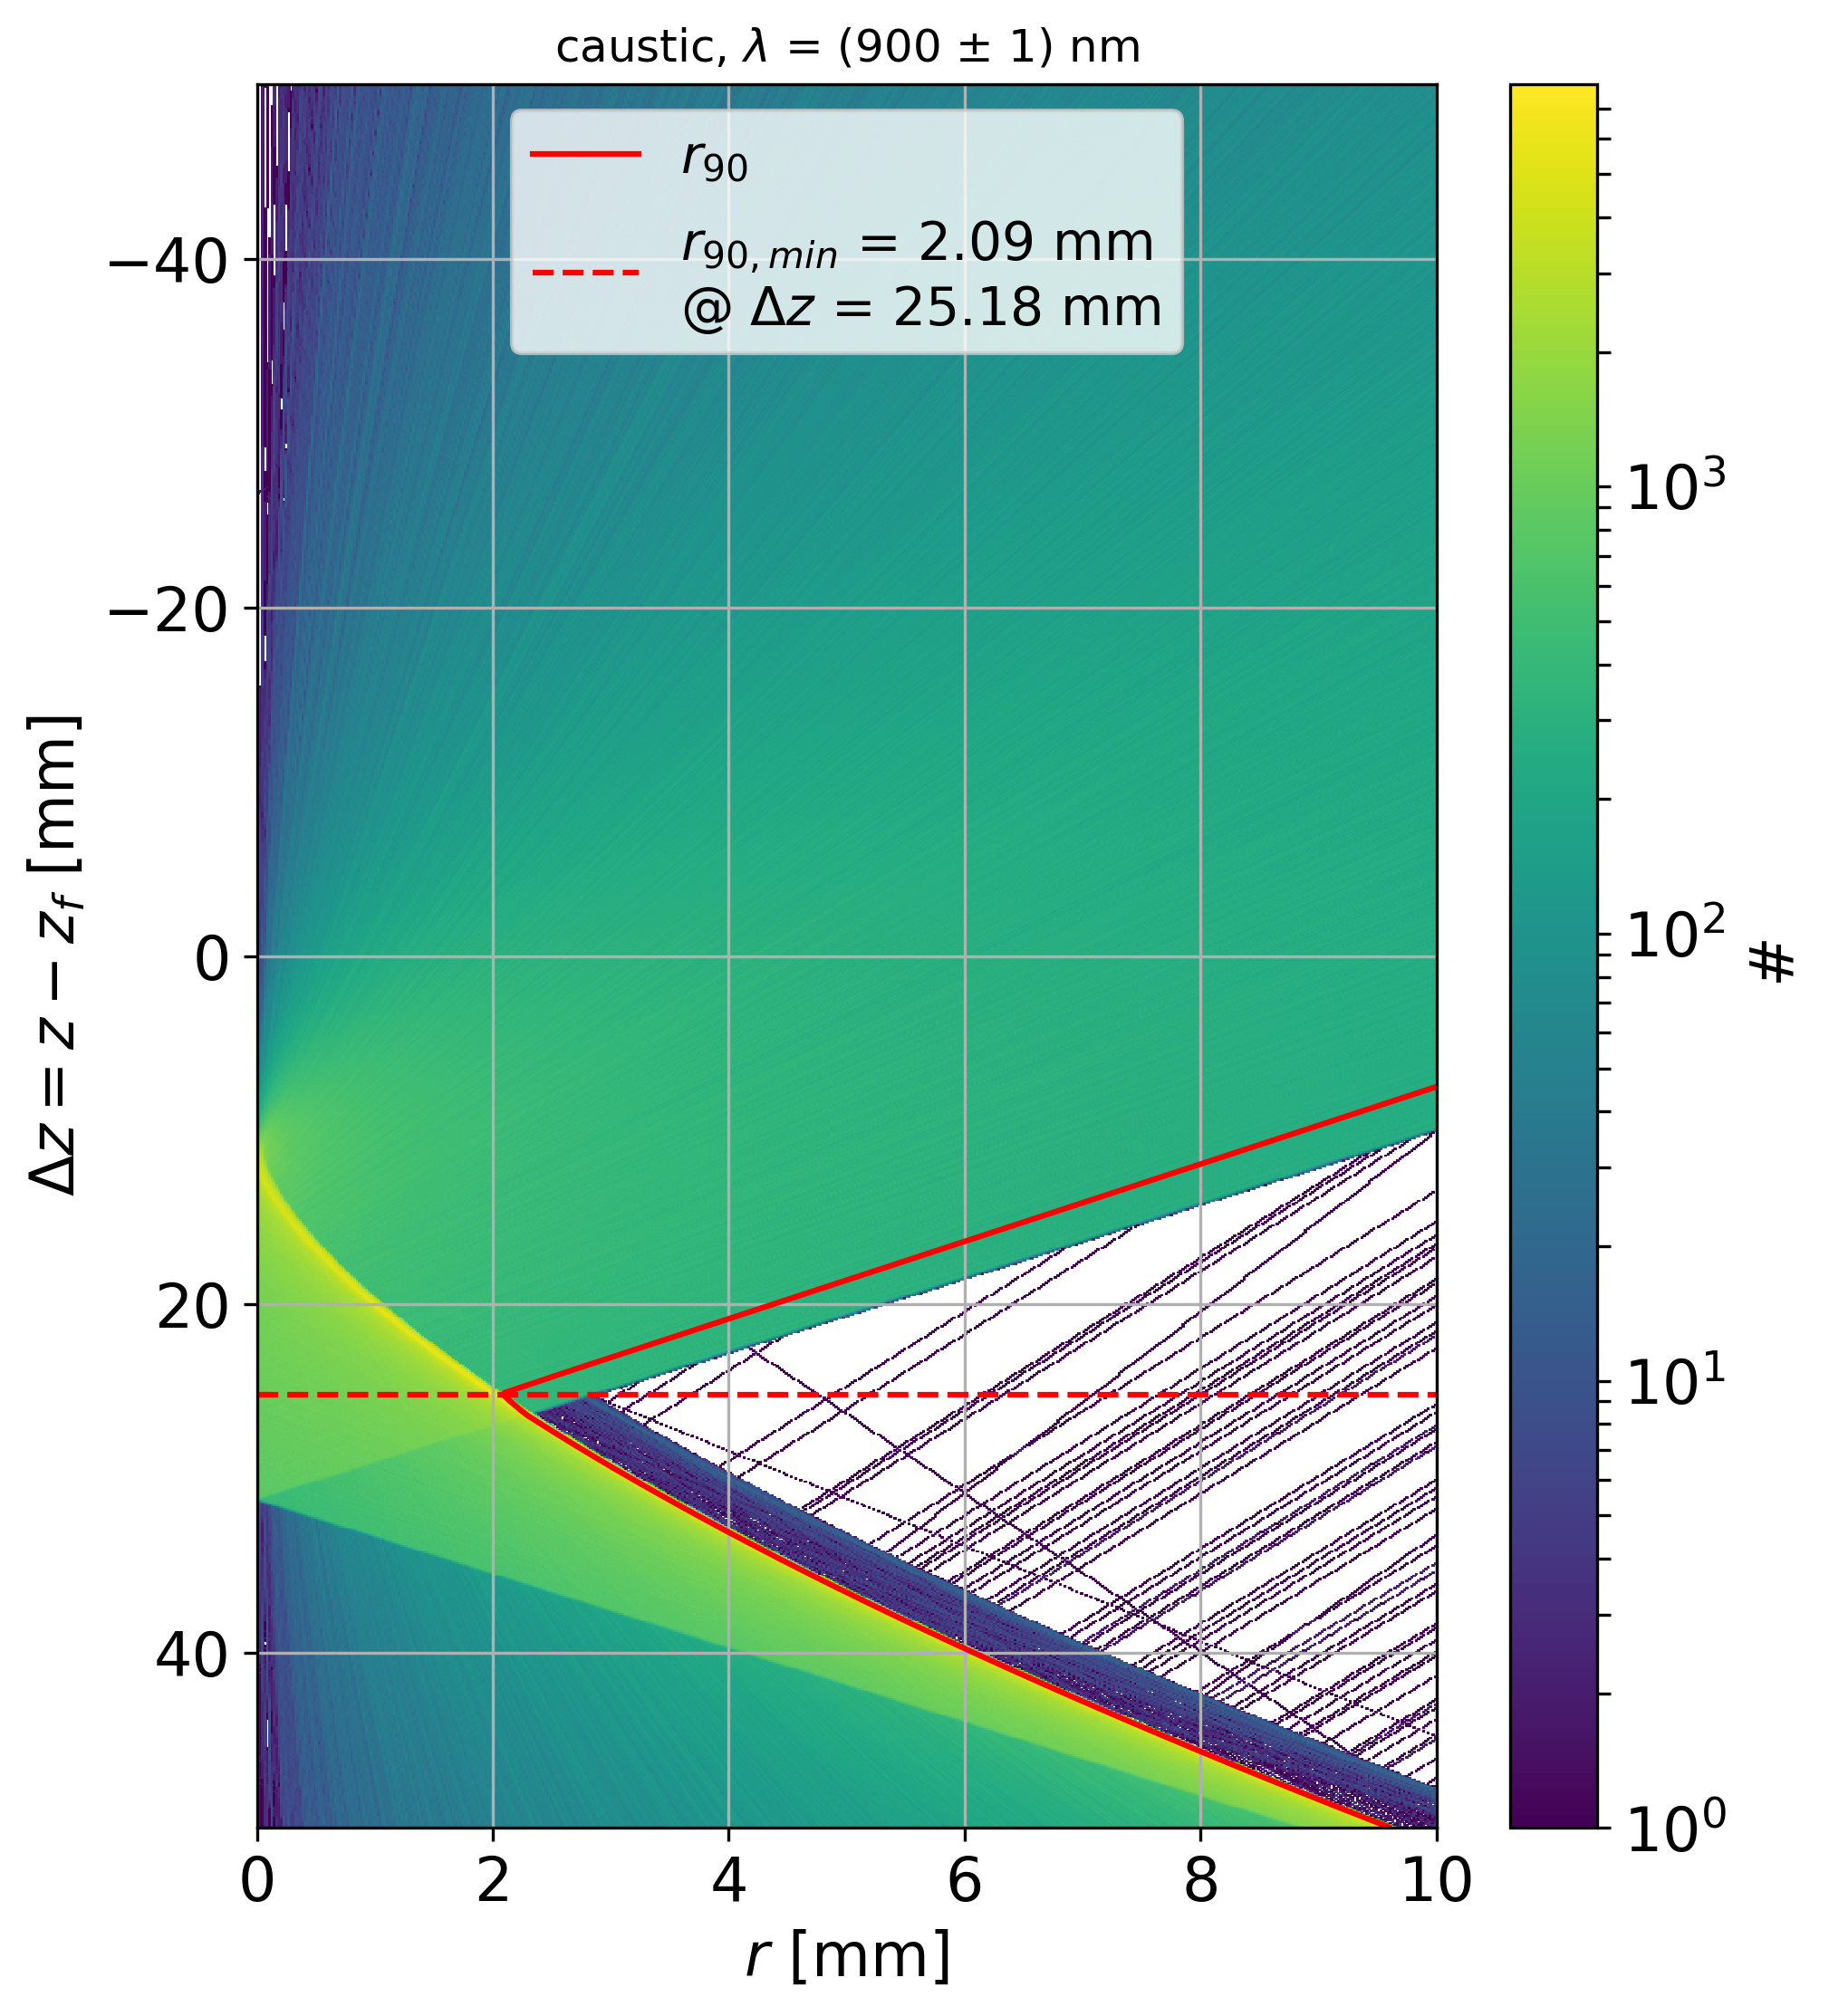 caustic, λ = (900 ± 1) nm
r₉₀
r₉₀,min = 2.09 mm
@ Δz = 25.18 mm
−40
−20
0
20
40
Δz = z − z_f [mm]
0 2 4 6 8 10
r [mm]
10³
10²
10¹
10⁰
#